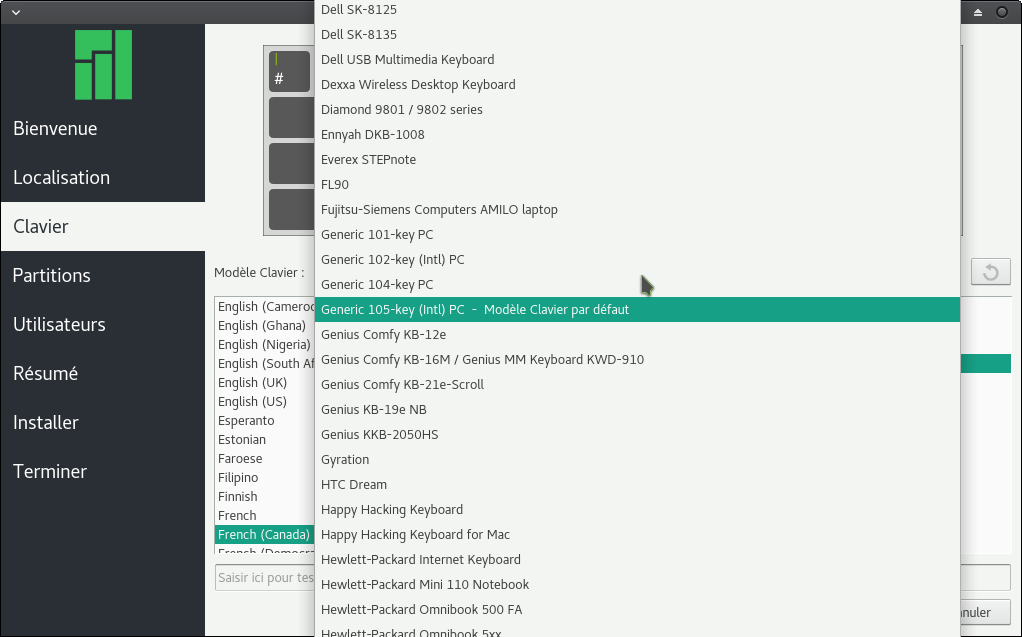 Bienvenue
Localisation
Clavier
Partitions
Utilisateurs
Résumé
Installer
Terminer
|
#
Modèle Clavier :
English (Cameroo
English (Ghana)
English (Nigeria)
English (South Af
English (UK)
English (US)
Esperanto
Estonian
Faroese
Filipino
Finnish
French
French (Canada)
French (Democra
Saisir ici pour tes
Dell SK-8125
Dell SK-8135
Dell USB Multimedia Keyboard
Dexxa Wireless Desktop Keyboard
Diamond 9801 / 9802 series
Ennyah DKB-1008
Everex STEPnote
FL90
Fujitsu-Siemens Computers AMILO laptop
Generic 101-key PC
Generic 102-key (Intl) PC
Generic 104-key PC
Generic 105-key (Intl) PC - Modèle Clavier par défaut
Genius Comfy KB-12e
Genius Comfy KB-16M / Genius MM Keyboard KWD-910
Genius Comfy KB-21e-Scroll
Genius KB-19e NB
Genius KKB-2050HS
Gyration
HTC Dream
Happy Hacking Keyboard
Happy Hacking Keyboard for Mac
Hewlett-Packard Internet Keyboard
Hewlett-Packard Mini 110 Notebook
Hewlett-Packard Omnibook 500 FA
Hewlett-Packard Omnibook 5xx
nuler